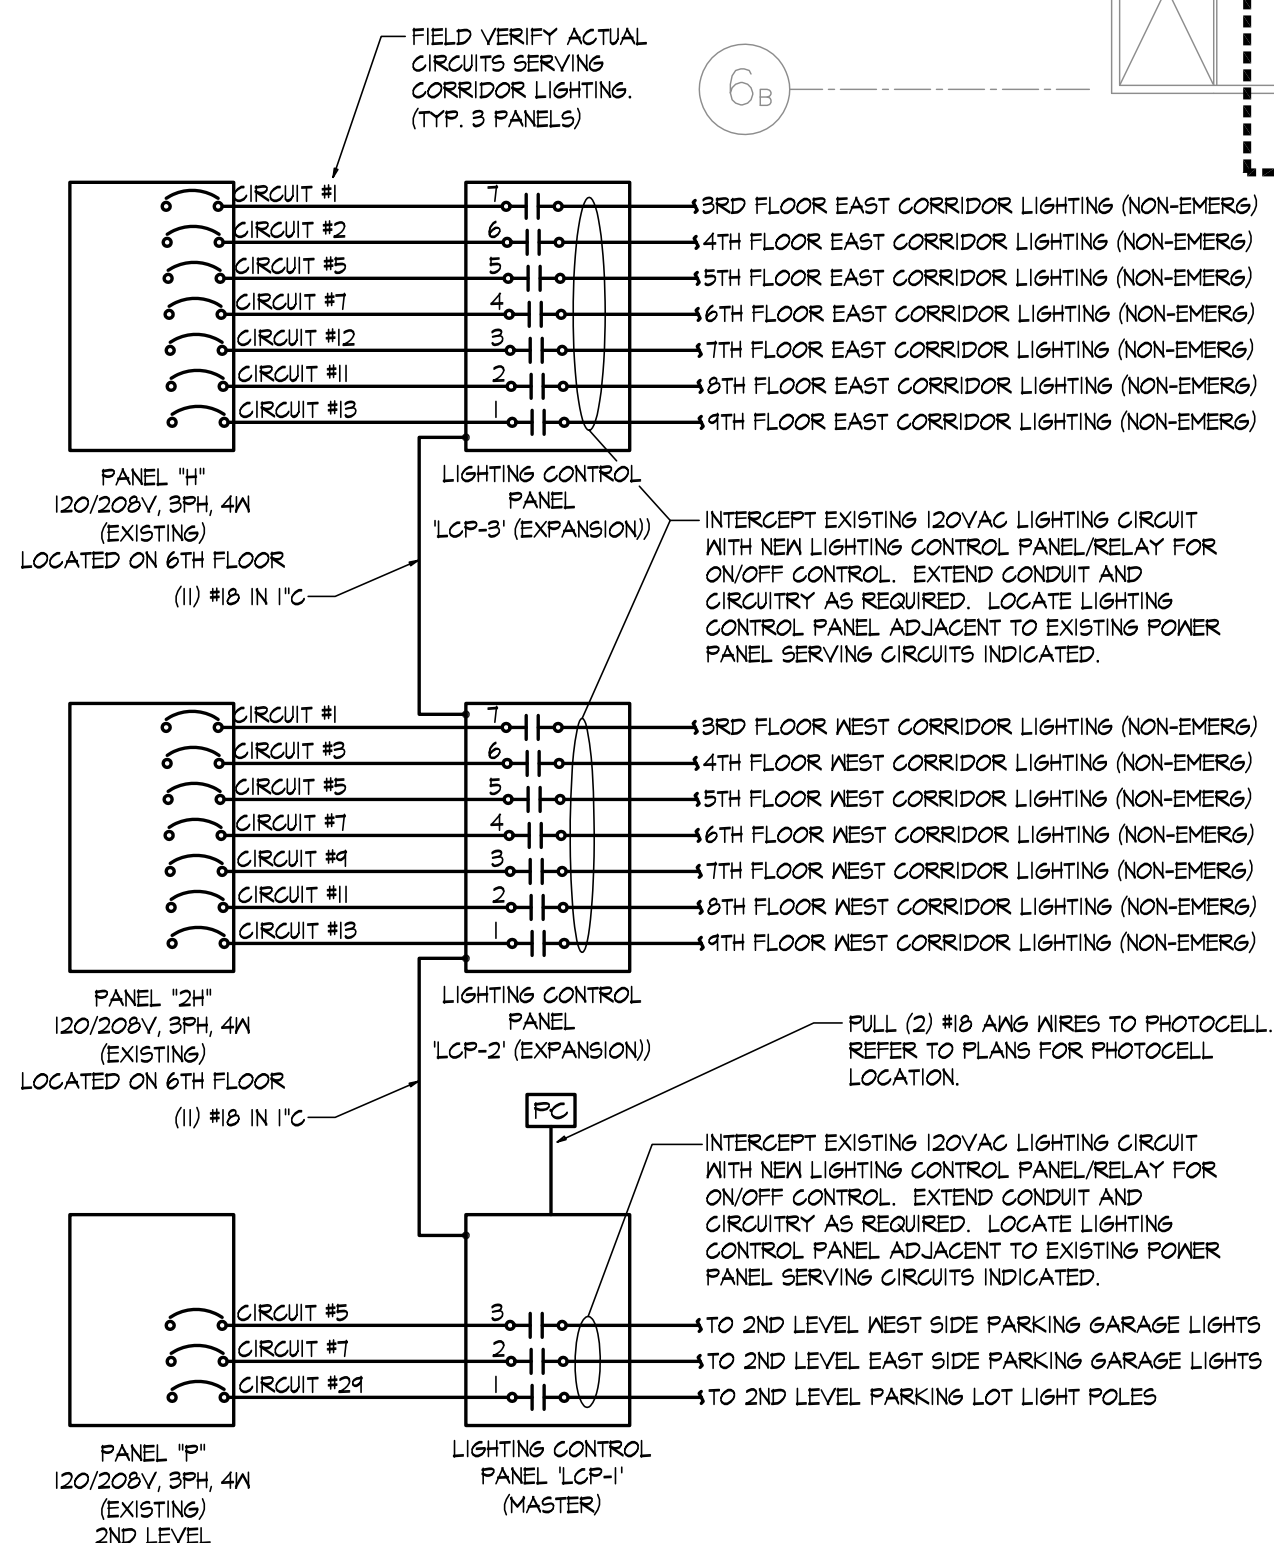 FIELD VERIFY ACTUAL
CIRCUITS SERVING
CORRIDOR LIGHTING.
(TYP. 3 PANELS)
6B
CIRCUIT #1 7 3RD FLOOR EAST CORRIDOR LIGHTING (NON-EMERG)
CIRCUIT #2 6 4TH FLOOR EAST CORRIDOR LIGHTING (NON-EMERG)
CIRCUIT #5 5 5TH FLOOR EAST CORRIDOR LIGHTING (NON-EMERG)
CIRCUIT #7 4 6TH FLOOR EAST CORRIDOR LIGHTING (NON-EMERG)
CIRCUIT #12 3 7TH FLOOR EAST CORRIDOR LIGHTING (NON-EMERG)
CIRCUIT #11 2 8TH FLOOR EAST CORRIDOR LIGHTING (NON-EMERG)
CIRCUIT #13 1 9TH FLOOR EAST CORRIDOR LIGHTING (NON-EMERG)
PANEL "H"
120/208V, 3PH, 4W
(EXISTING)
LOCATED ON 6TH FLOOR
LIGHTING CONTROL
PANEL
'LCP-3' (EXPANSION))
(11) #18 IN 1"C
INTERCEPT EXISTING 120VAC LIGHTING CIRCUIT
WITH NEW LIGHTING CONTROL PANEL/RELAY FOR
ON/OFF CONTROL. EXTEND CONDUIT AND
CIRCUITRY AS REQUIRED. LOCATE LIGHTING
CONTROL PANEL ADJACENT TO EXISTING POWER
PANEL SERVING CIRCUITS INDICATED.
CIRCUIT #1 7 3RD FLOOR WEST CORRIDOR LIGHTING (NON-EMERG)
CIRCUIT #3 6 4TH FLOOR WEST CORRIDOR LIGHTING (NON-EMERG)
CIRCUIT #5 5 5TH FLOOR WEST CORRIDOR LIGHTING (NON-EMERG)
CIRCUIT #7 4 6TH FLOOR WEST CORRIDOR LIGHTING (NON-EMERG)
CIRCUIT #9 3 7TH FLOOR WEST CORRIDOR LIGHTING (NON-EMERG)
CIRCUIT #11 2 8TH FLOOR WEST CORRIDOR LIGHTING (NON-EMERG)
CIRCUIT #13 1 9TH FLOOR WEST CORRIDOR LIGHTING (NON-EMERG)
PANEL "2H"
120/208V, 3PH, 4W
(EXISTING)
LOCATED ON 6TH FLOOR
LIGHTING CONTROL
PANEL
'LCP-2' (EXPANSION))
(11) #18 IN 1"C
PULL (2) #18 AWG WIRES TO PHOTOCELL.
REFER TO PLANS FOR PHOTOCELL
LOCATION.
PC
INTERCEPT EXISTING 120VAC LIGHTING CIRCUIT
WITH NEW LIGHTING CONTROL PANEL/RELAY FOR
ON/OFF CONTROL. EXTEND CONDUIT AND
CIRCUITRY AS REQUIRED. LOCATE LIGHTING
CONTROL PANEL ADJACENT TO EXISTING POWER
PANEL SERVING CIRCUITS INDICATED.
CIRCUIT #5 3 TO 2ND LEVEL WEST SIDE PARKING GARAGE LIGHTS
CIRCUIT #7 2 TO 2ND LEVEL EAST SIDE PARKING GARAGE LIGHTS
CIRCUIT #29 1 TO 2ND LEVEL PARKING LOT LIGHT POLES
PANEL "P"
120/208V, 3PH, 4W
(EXISTING)
2ND LEVEL
LIGHTING CONTROL
PANEL 'LCP-1'
(MASTER)